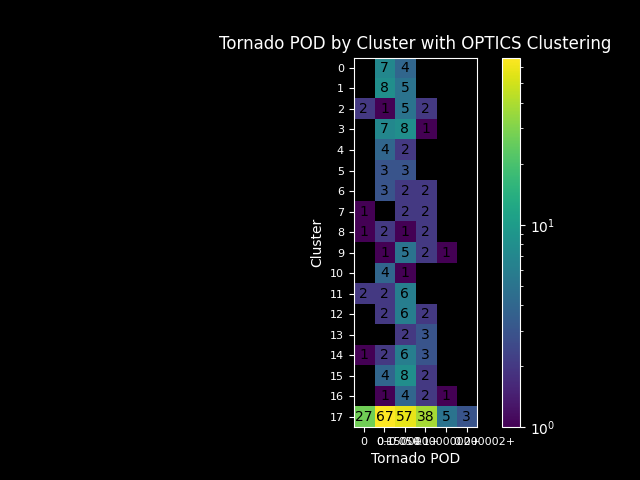 Tornado POD by Cluster with OPTICS Clustering
0 7 4
1 8 5
2 2 1 5 2
3 7 8 1
4 4 2
5 3 3
6 3 2 2
7 1 2 2
8 1 2 1 2
9 1 5 2 1
10 4 1
11 2 2 6
12 2 6 2
13 2 3
14 1 2 6 3
15 4 8 2
16 1 4 2 1
17 27 67 57 38 5 3
0
Tornado POD
Cluster
10¹
10⁰